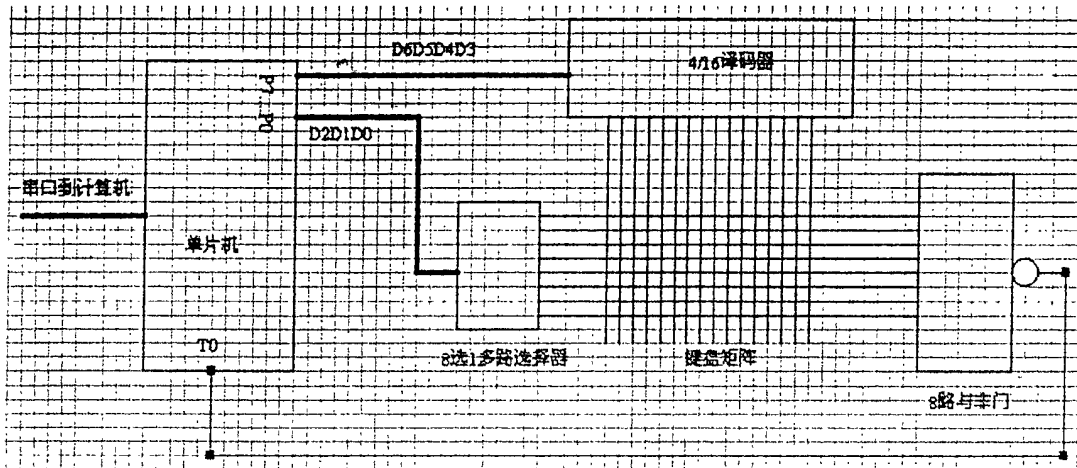 D6D5D4D3
4/16译码器
P7...P0
D2D1D0
串口到计算机
单片机
T0
8选1多路选择器
键盘矩阵
8路与非门